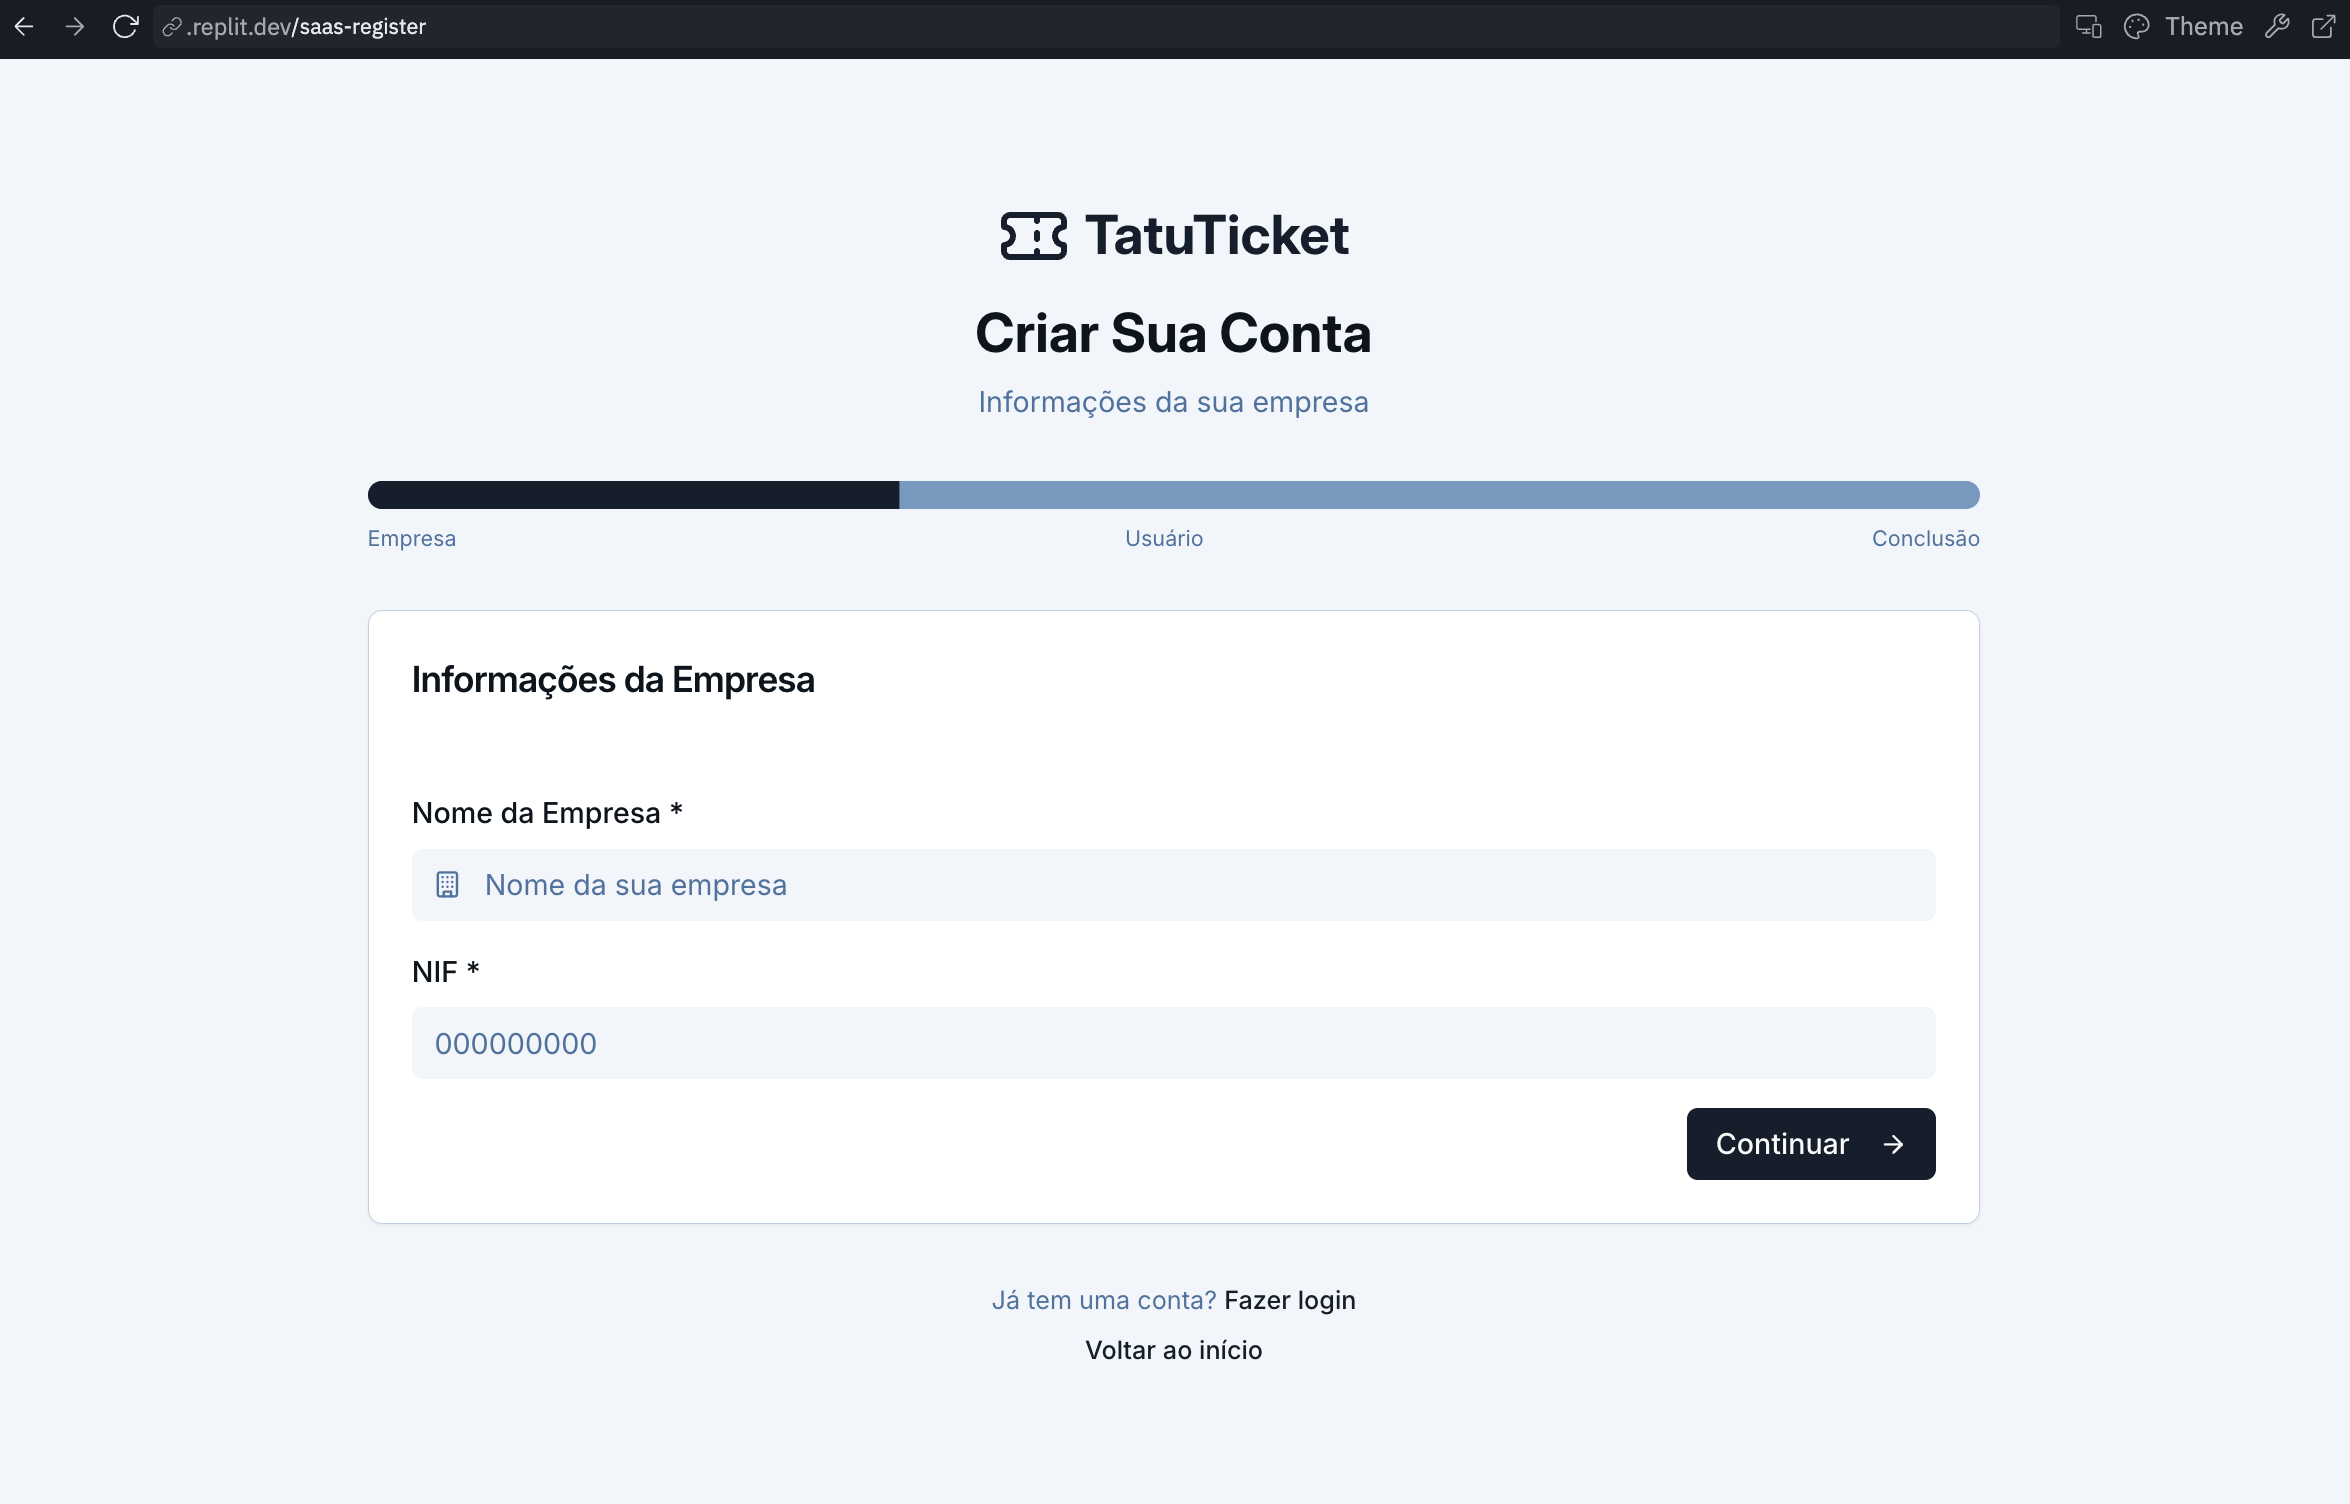 .replit.dev/saas-register
Theme
TatuTicket
Criar Sua Conta
Informações da sua empresa
Empresa
Usuário
Conclusão
Informações da Empresa
Nome da Empresa *
Nome da sua empresa
NIF *
000000000
Continuar
Já tem uma conta? Fazer login
Voltar ao início